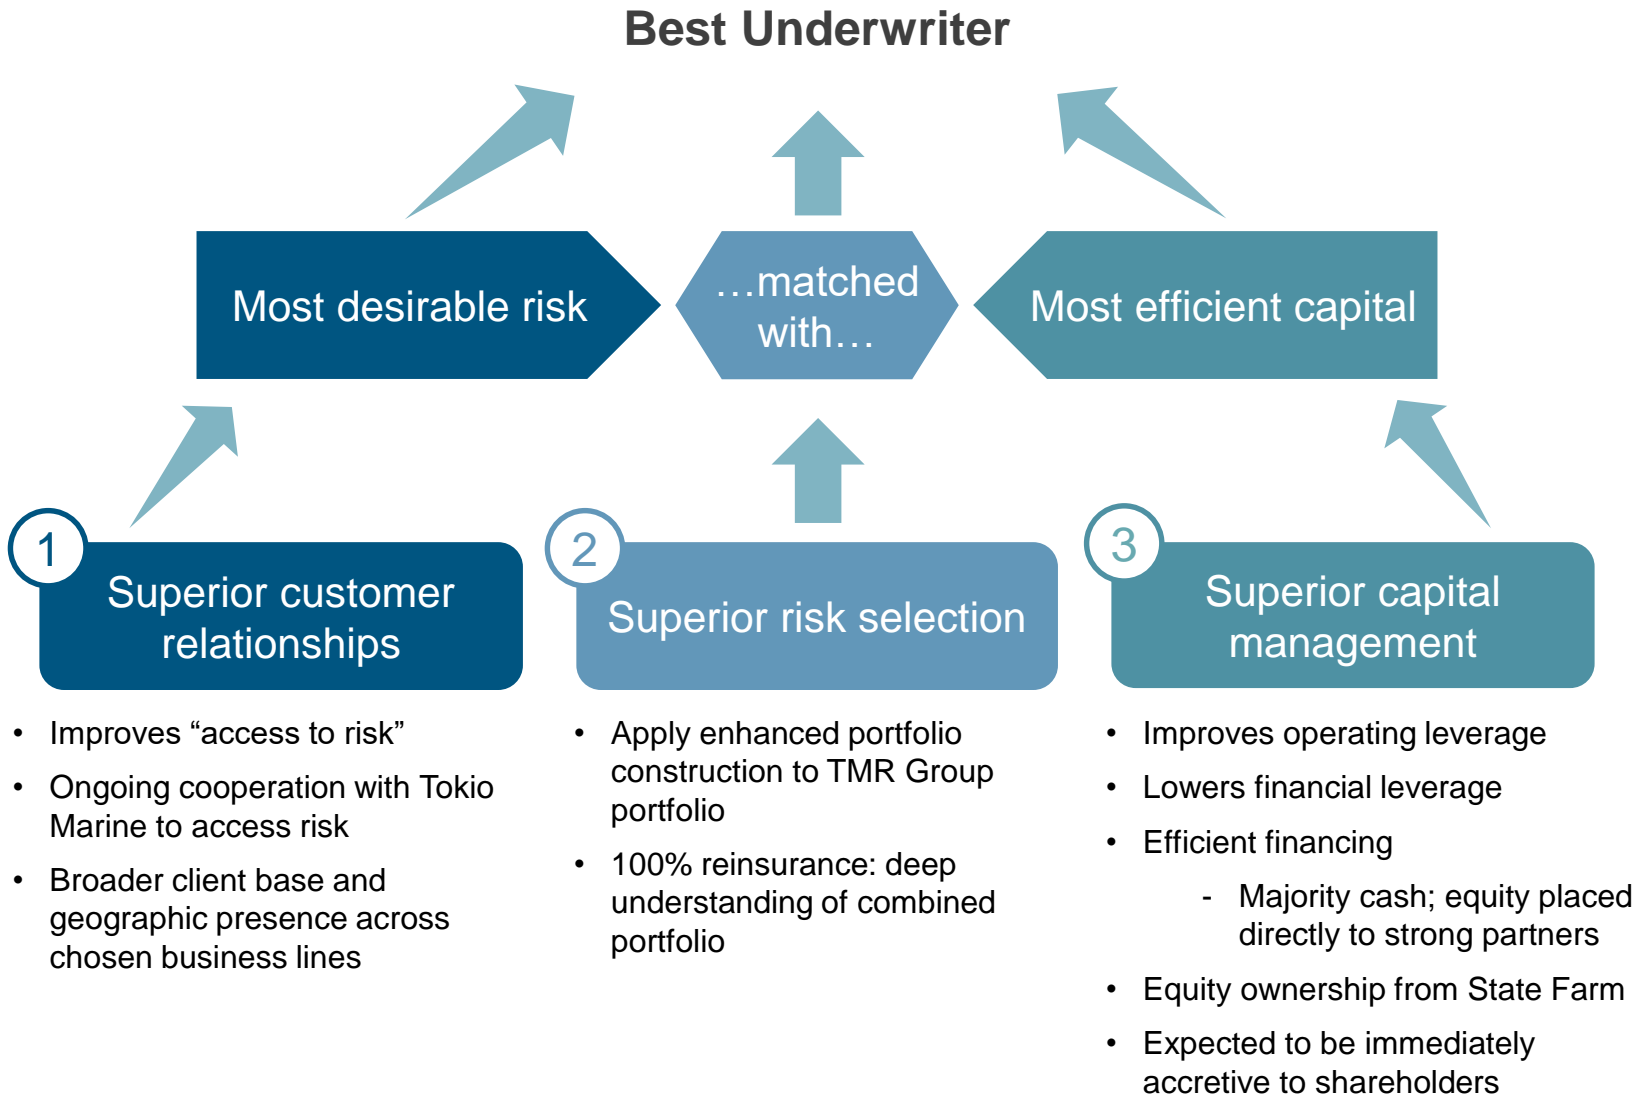 Best Underwriter
Most desirable risk
…matched
with…
Most efficient capital
1
Superior customer
relationships
• Improves “access to risk”
• Ongoing cooperation with Tokio
Marine to access risk
• Broader client base and
geographic presence across
chosen business lines
2
Superior risk selection
• Apply enhanced portfolio
construction to TMR Group
portfolio
• 100% reinsurance: deep
understanding of combined
portfolio
3
Superior capital
management
• Improves operating leverage
• Lowers financial leverage
• Efficient financing
- Majority cash; equity placed
directly to strong partners
• Equity ownership from State Farm
• Expected to be immediately
accretive to shareholders